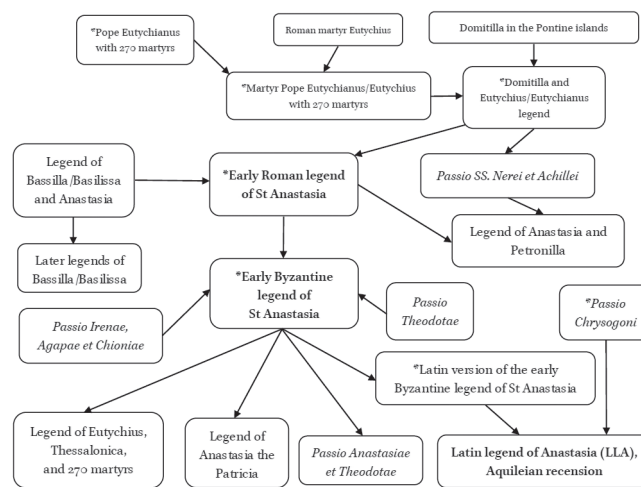 *Pope Eutychianus
with 270 martyrs
Roman martyr Eutychius
Domitilla in the Pontine islands
*Martyr Pope Eutychianus/Eutychius
with 270 martyrs
*Domitilla and
Eutychius/Eutychianus
legend
Legend of
Bassilla/Basilissa
and Anastasia
*Early Roman legend
of St Anastasia
Passio SS. Nerei et Achillei
Legend of Anastasia and
Petronilla
Later legends of
Bassilla/Basilissa
*Early Byzantine
legend of
St Anastasia
Passio
Theodotae
*Passio
Chrysogoni
Passio Irenae,
Agapae et Chioniae
*Latin version of the early
Byzantine legend of St Anastasia
Legend of Eutychius,
Thessalonica,
and 270 martyrs
Legend of
Anastasia the
Patricia
Passio Anastasiae
et Theodotae
Latin legend of Anastasia (LLA),
Aquileian recension